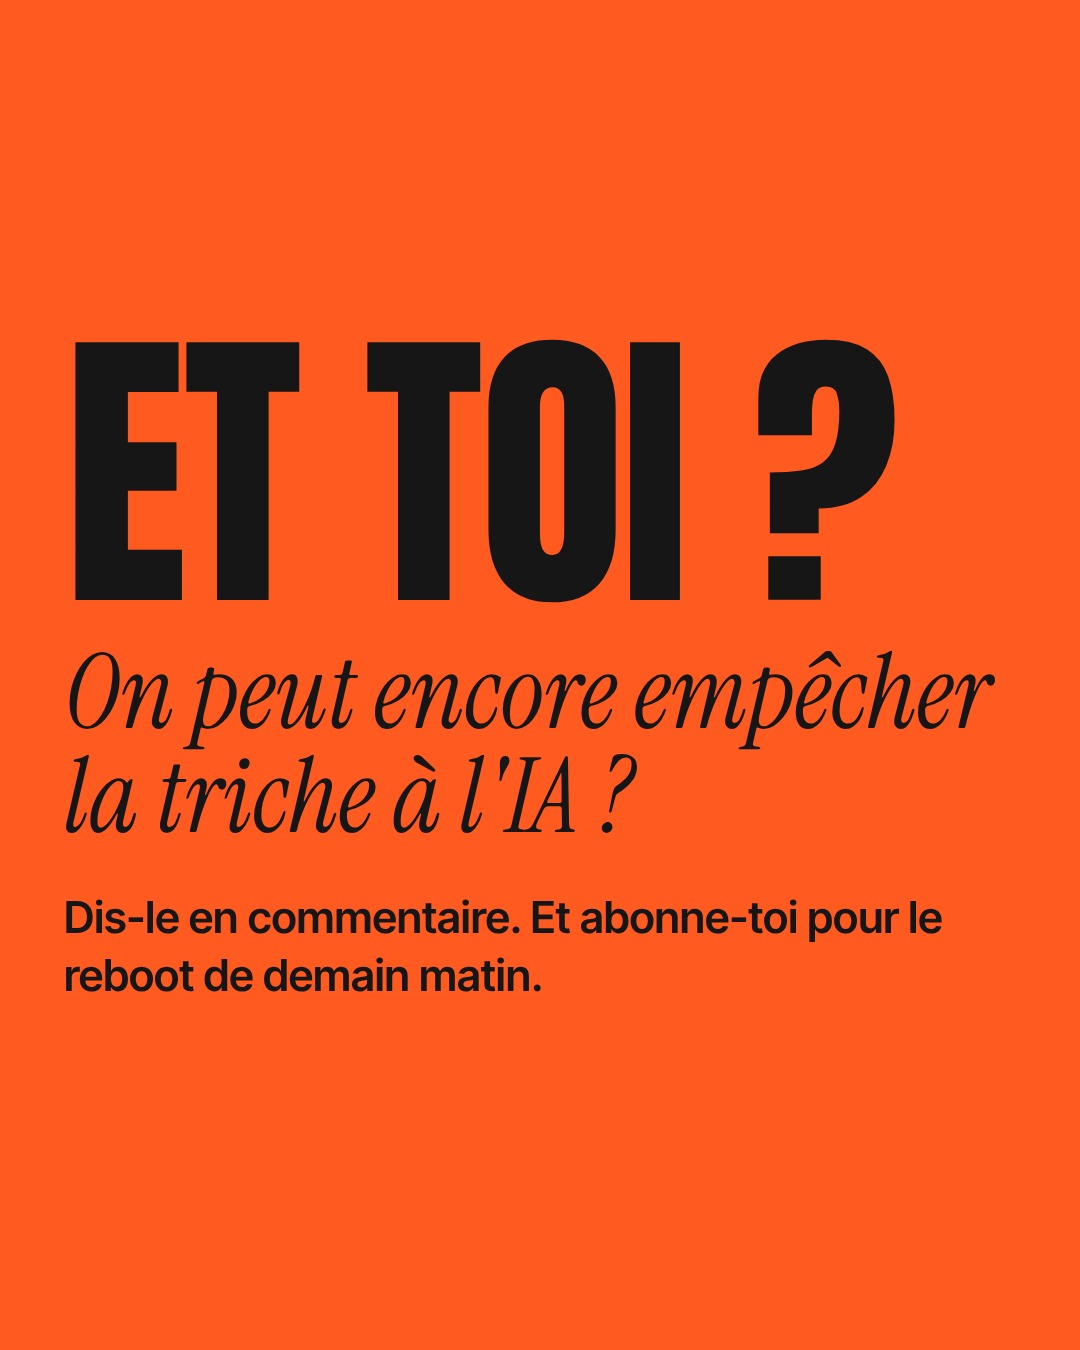 ET TOI ?
On peut encore empêcher
la triche à l'IA ?
Dis-le en commentaire. Et abonne-toi pour le
reboot de demain matin.